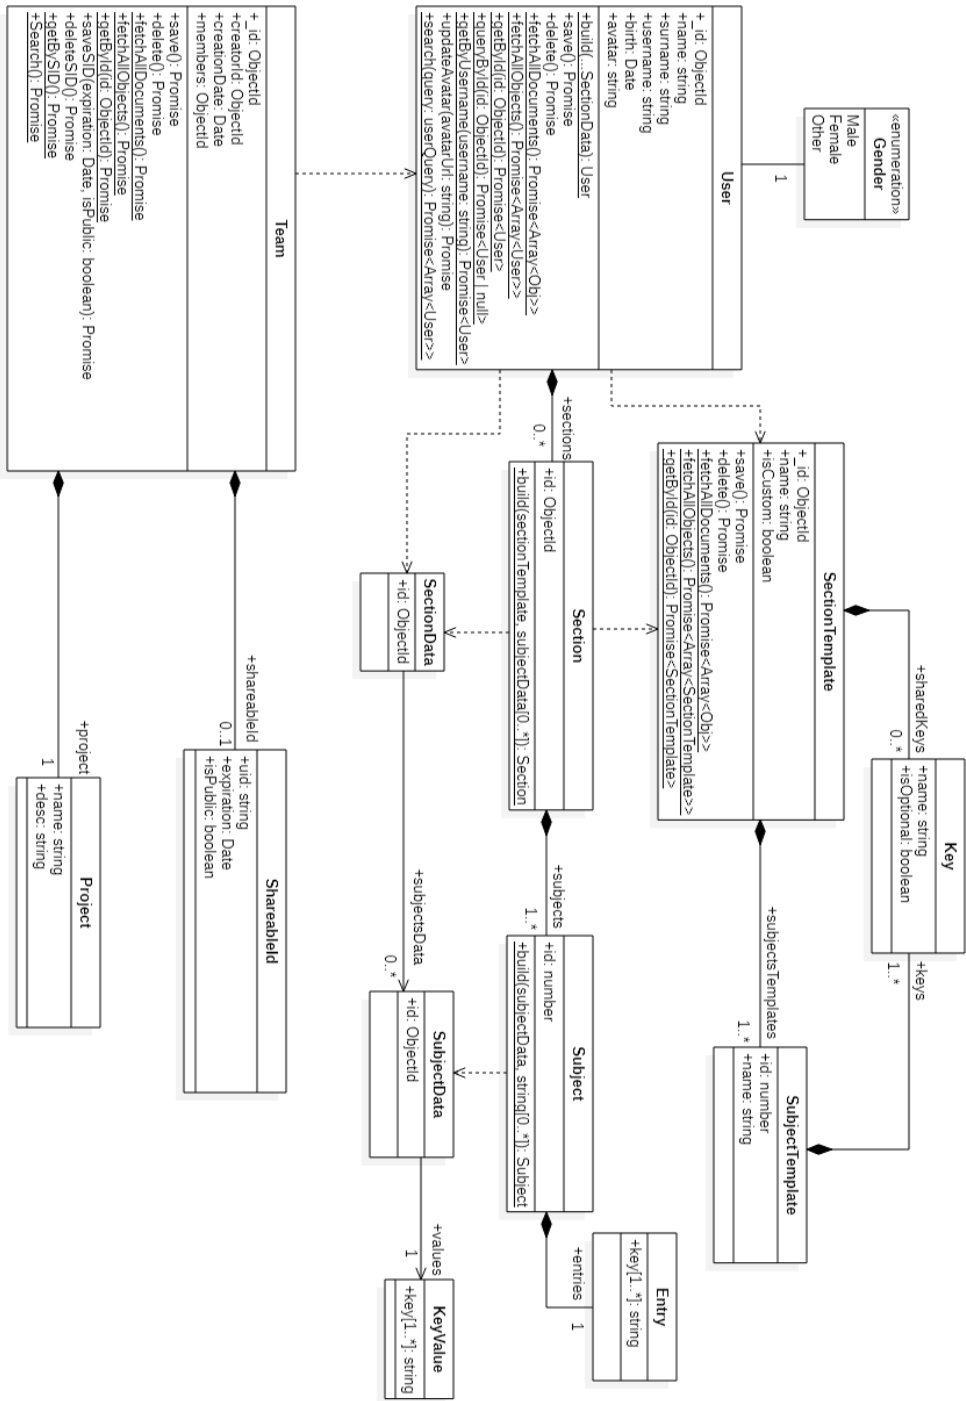 «enumeration»
Gender
Male
Female
Other
1
User
+_id: ObjectId
+name: string
+surname: string
+username: string
+birth: Date
+avatar: string
+build(...SectionData): User
+save(): Promise
+delete(): Promise
+fetchAllDocuments(): Promise<Array<Obj>>
+fetchAllObjects(): Promise<Array<User>>
+getById(id: ObjectId): Promise<User>
+queryById(id: ObjectId): Promise<User | null>
+getByUsername(username: string): Promise<User>
+updateAvatar(avatarUrl: string): Promise
+search(query: userQuery): Promise<Array<User>>
Team
+_id: ObjectId
+creatorId: ObjectId
+creationDate: Date
+members: ObjectId
+save(): Promise
+delete(): Promise
+fetchAllDocuments(): Promise
+fetchAllObjects(): Promise
+getById(id: ObjectId): Promise
+saveSID(expiration: Date, isPublic: boolean): Promise
+deleteSID(): Promise
+getBySID(): Promise
+Search(): Promise
+sections
0..*
SectionTemplate
+_id: ObjectId
+name: string
+isCustom: boolean
+save(): Promise
+delete(): Promise
+fetchAllDocuments(): Promise<Array<Obj>>
+fetchAllObjects(): Promise<Array<SectionTemplate>>
+getById(id: ObjectId): Promise<SectionTemplate>
Section
+id: ObjectId
+build(sectionTemplate, subjectData[0..*]): Section
SectionData
+id: ObjectId
+sharedKeys
0..*
Key
+name: string
+isOptional: boolean
+keys
1..*
+subjectsTemplates
1..*
SubjectTemplate
+id: number
+name: string
+subjects
1..*
Subject
+id: number
+build(subjectData, string[0..*]): Subject
+subjectsData
0..*
SubjectData
+id: ObjectId
+entries
1
Entry
+key[1..*]: string
+values
1
KeyValue
+key[1..*]: string
+shareableId
0..1
ShareableId
+uid: string
+expiration: Date
+isPublic: boolean
+project
1
Project
+name: string
+desc: string